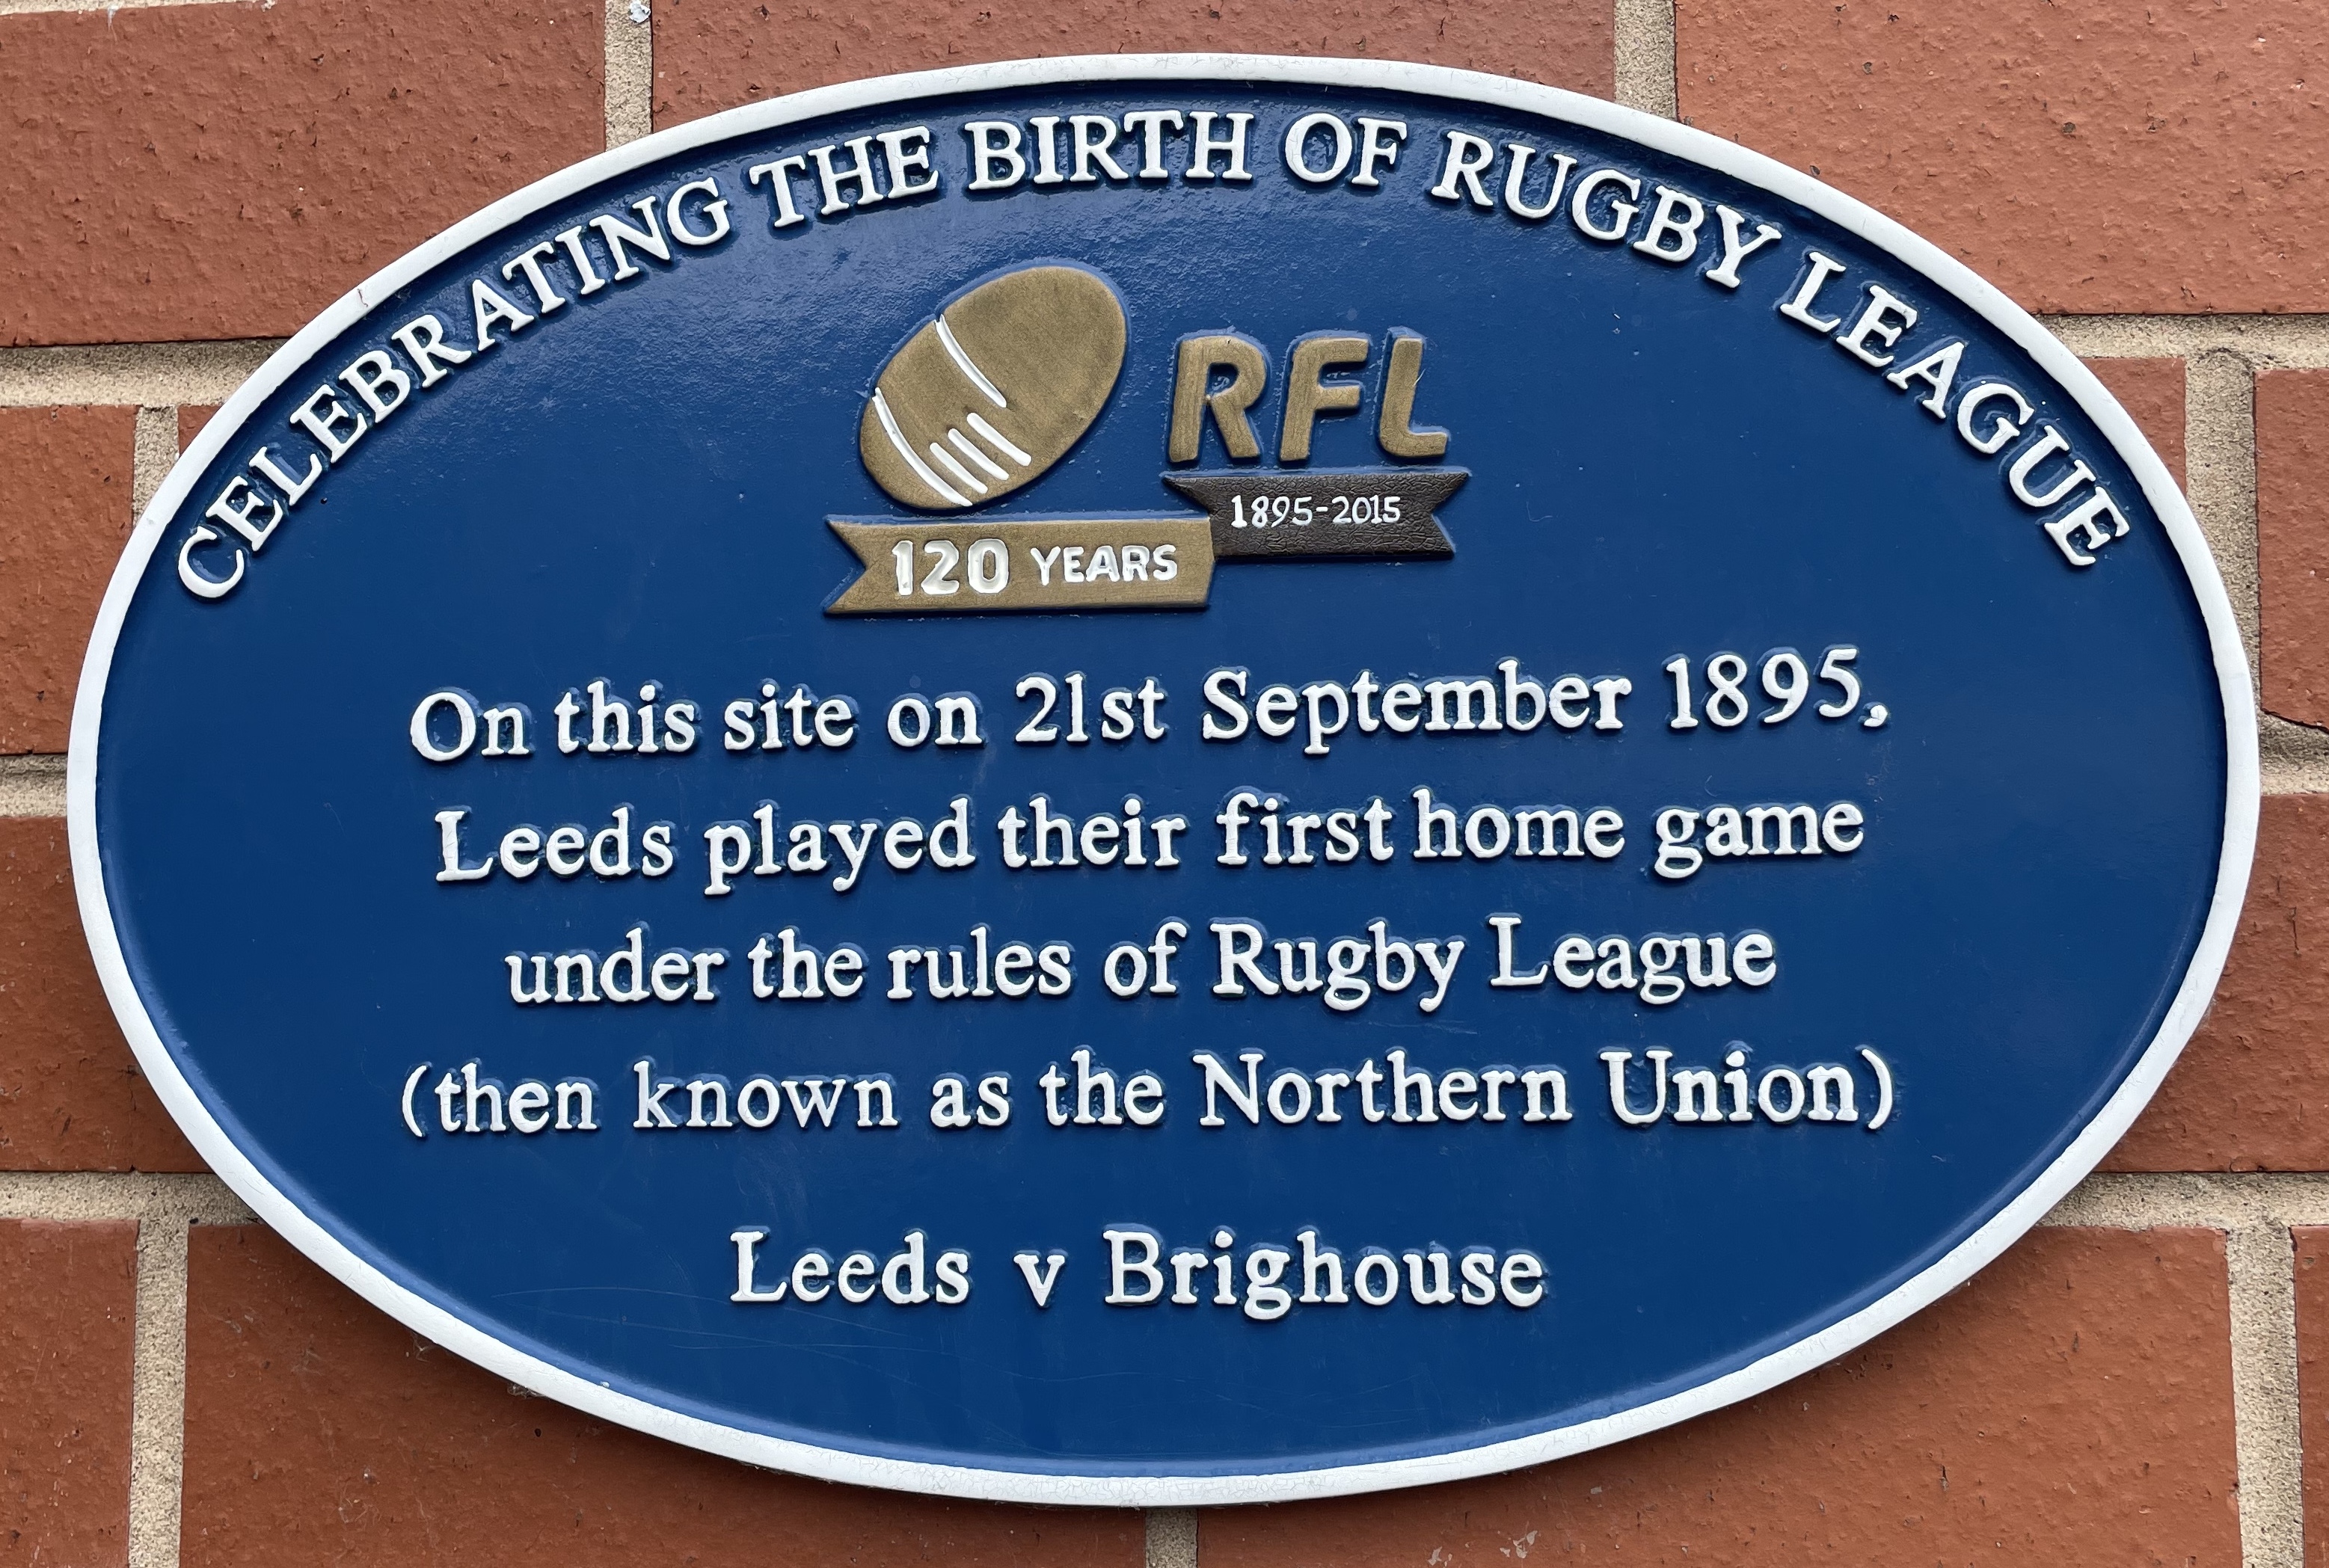 CELEBRATING THE BIRTH OF RUGBY LEAGUE
RFL
1895-2015
120 YEARS
On this site on 21st September 1895,
Leeds played their first home game
under the rules of Rugby League
(then known as the Northern Union)
Leeds v Brighouse